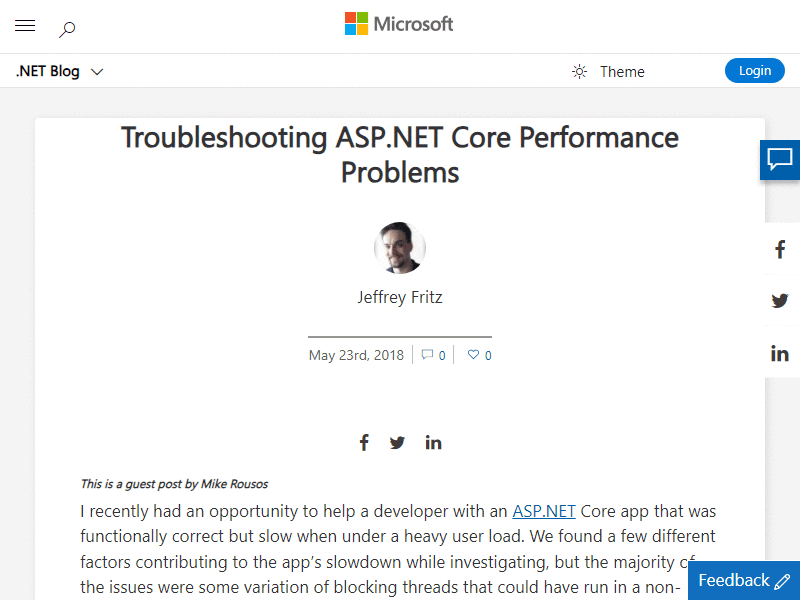 Microsoft
.NET Blog
Theme
Login
Troubleshooting ASP.NET Core Performance
Problems
Jeffrey Fritz
May 23rd, 2018
0
0
This is a guest post by Mike Rousos
I recently had an opportunity to help a developer with an ASP.NET Core app that was
functionally correct but slow when under a heavy user load. We found a few different
factors contributing to the app’s slowdown while investigating, but the majority of
the issues were some variation of blocking threads that could have run in a non-
Feedback